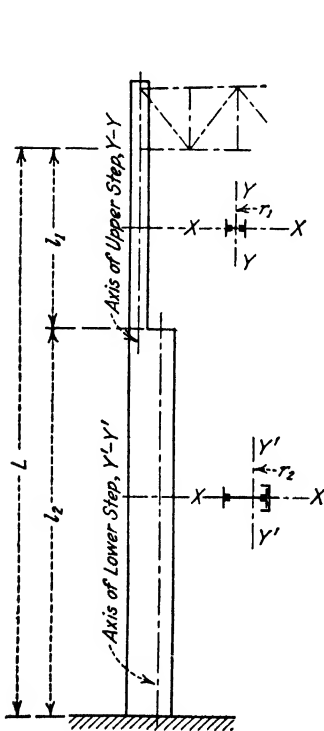 L
l₁
l₂
Axis of Upper Step, Y-Y
Axis of Lower Step, Y'-Y'
Y
r₁
X X
Y
Y'
r₂
X X
Y'